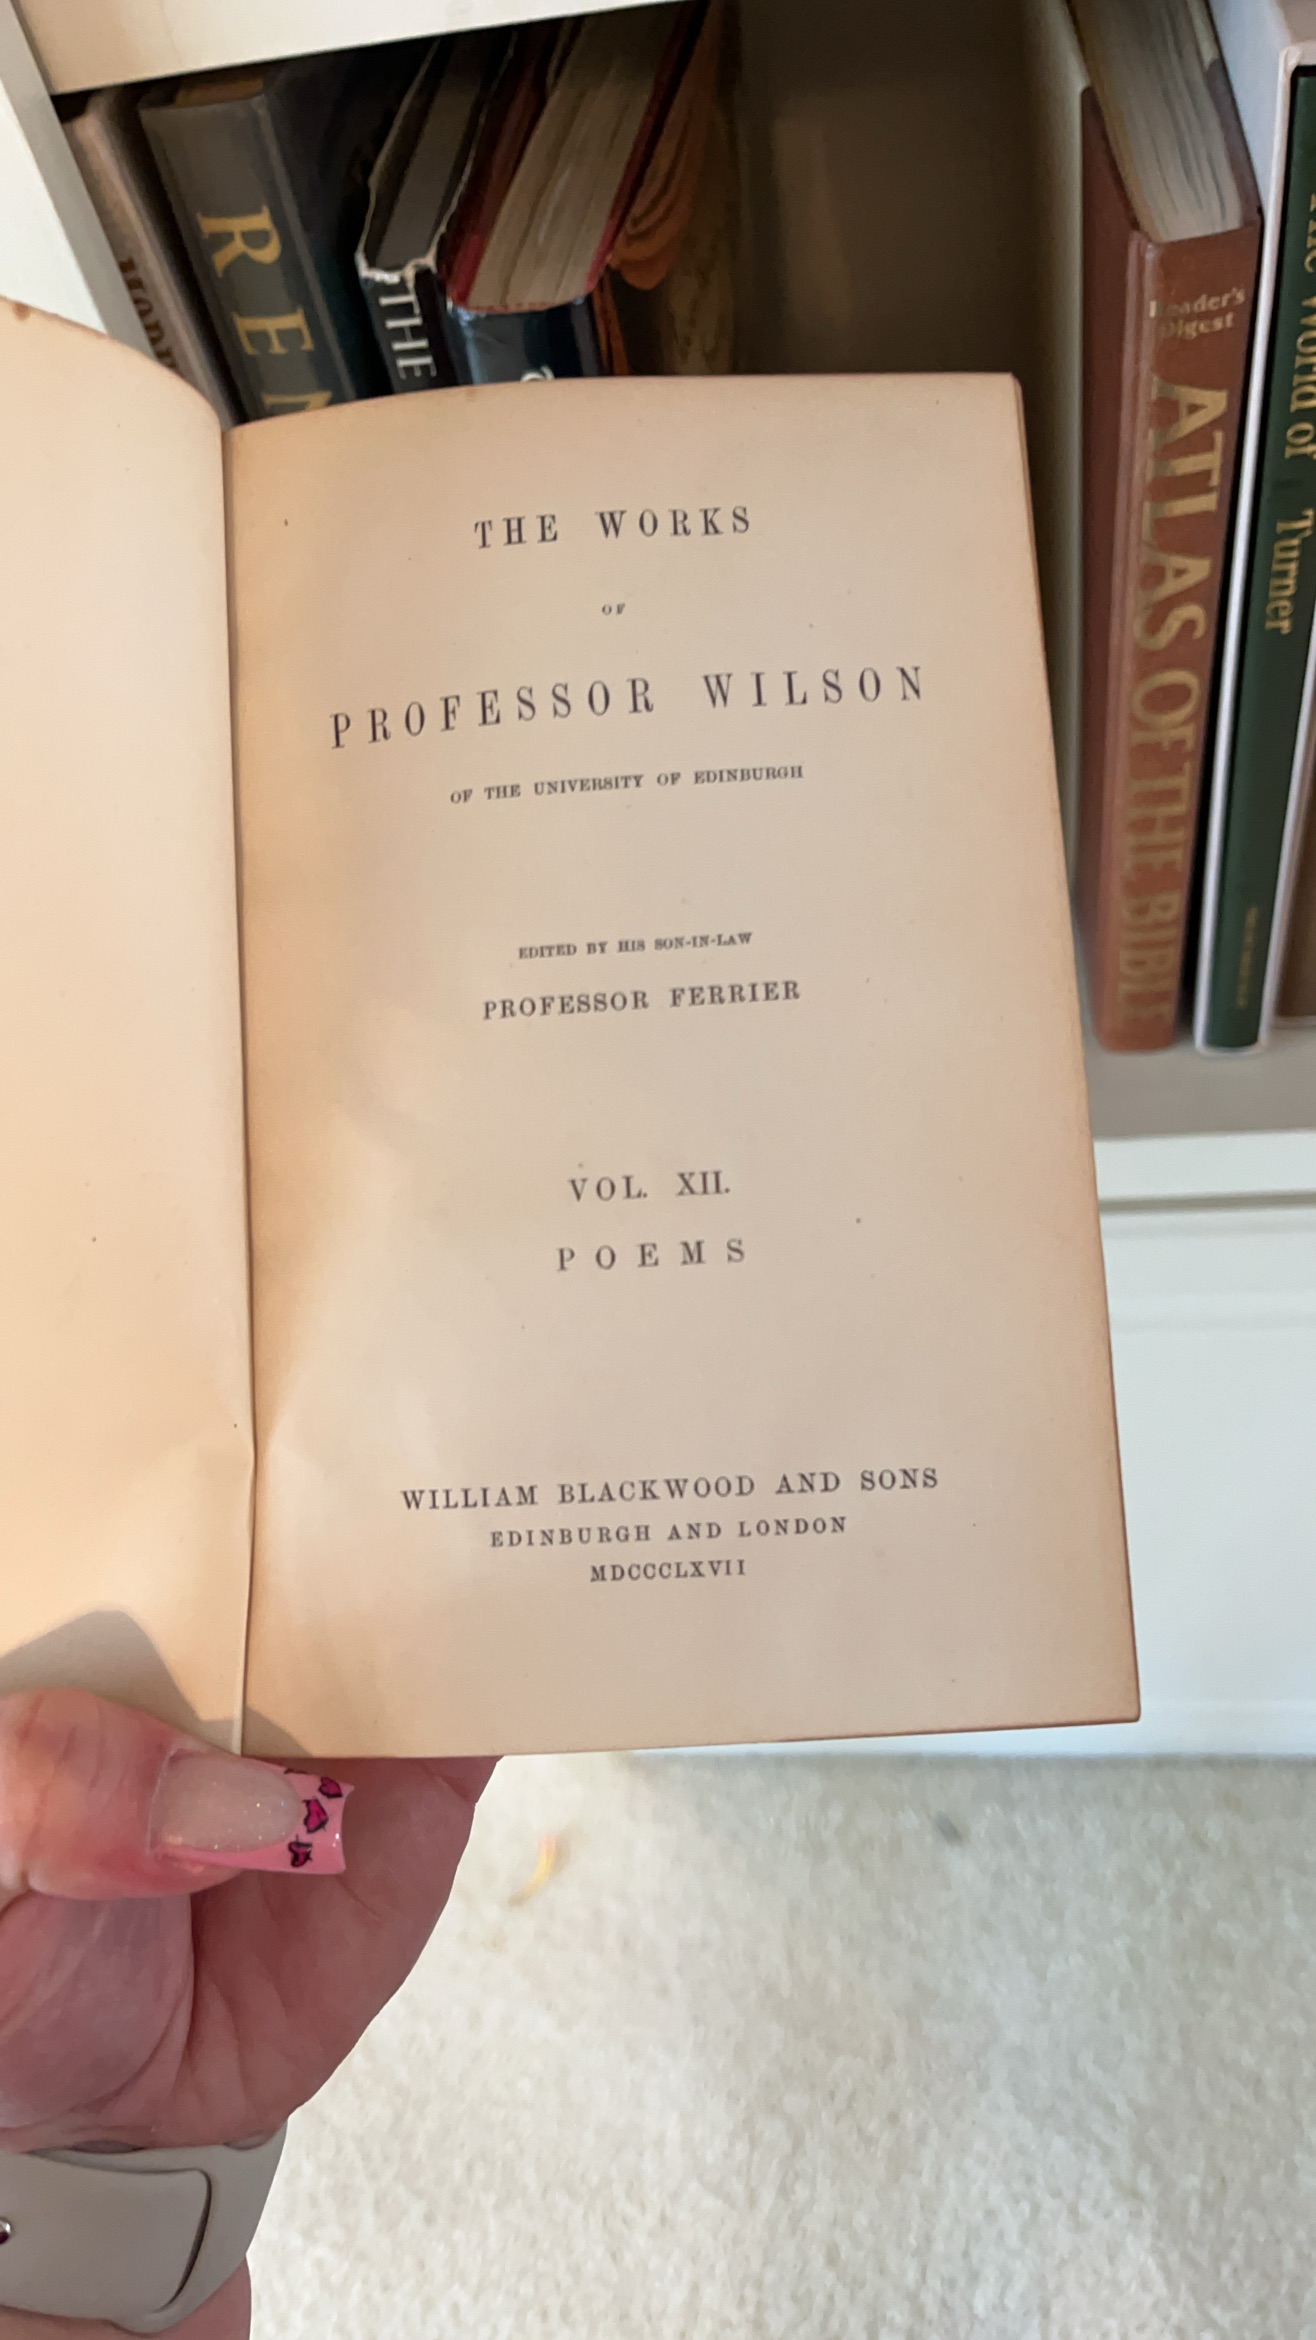 REN
THE
THE WORKS
OF
PROFESSOR WILSON
OF THE UNIVERSITY OF EDINBURGH
EDITED BY HIS SON-IN-LAW
PROFESSOR FERRIER
VOL. XII.
POEMS
WILLIAM BLACKWOOD AND SONS
EDINBURGH AND LONDON
MDCCCLXVII
Reader's
Digest
ATLAS OF THE BIBLE
The World of Turner